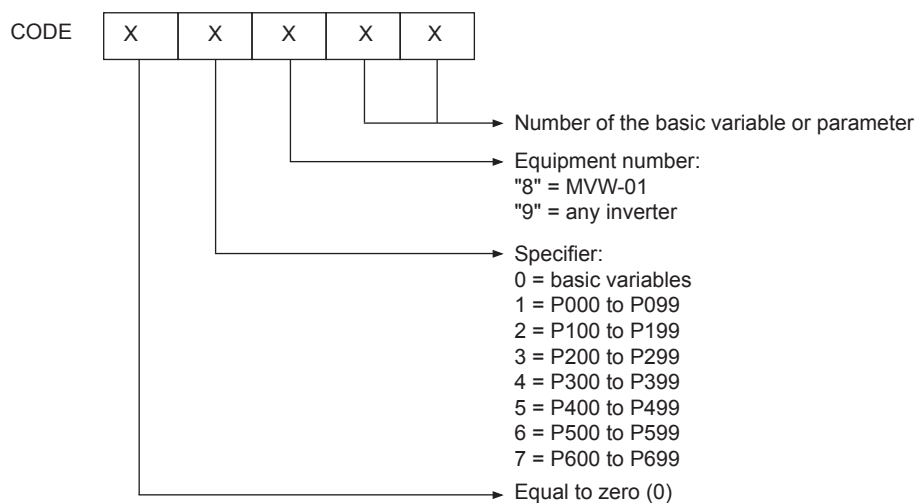 CODE X X X X X
Number of the basic variable or parameter
Equipment number:
"8" = MVW-01
"9" = any inverter
Specifier:
0 = basic variables
1 = P000 to P099
2 = P100 to P199
3 = P200 to P299
4 = P300 to P399
5 = P400 to P499
6 = P500 to P599
7 = P600 to P699
Equal to zero (0)